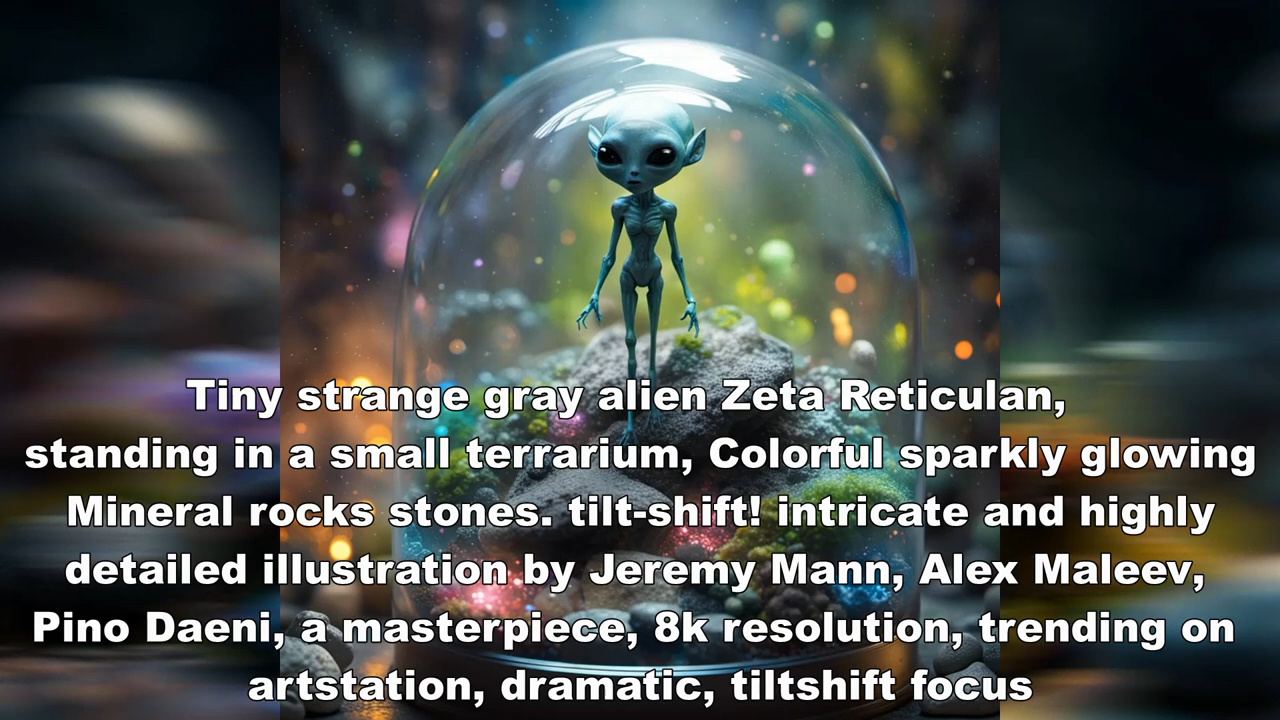 Tiny strange gray alien Zeta Reticulan,
standing in a small terrarium, Colorful sparkly glowing
Mineral rocks stones. tilt-shift! intricate and highly
detailed illustration by Jeremy Mann, Alex Maleev,
Pino Daeni, a masterpiece, 8k resolution, trending on
artstation, dramatic, tiltshift focus